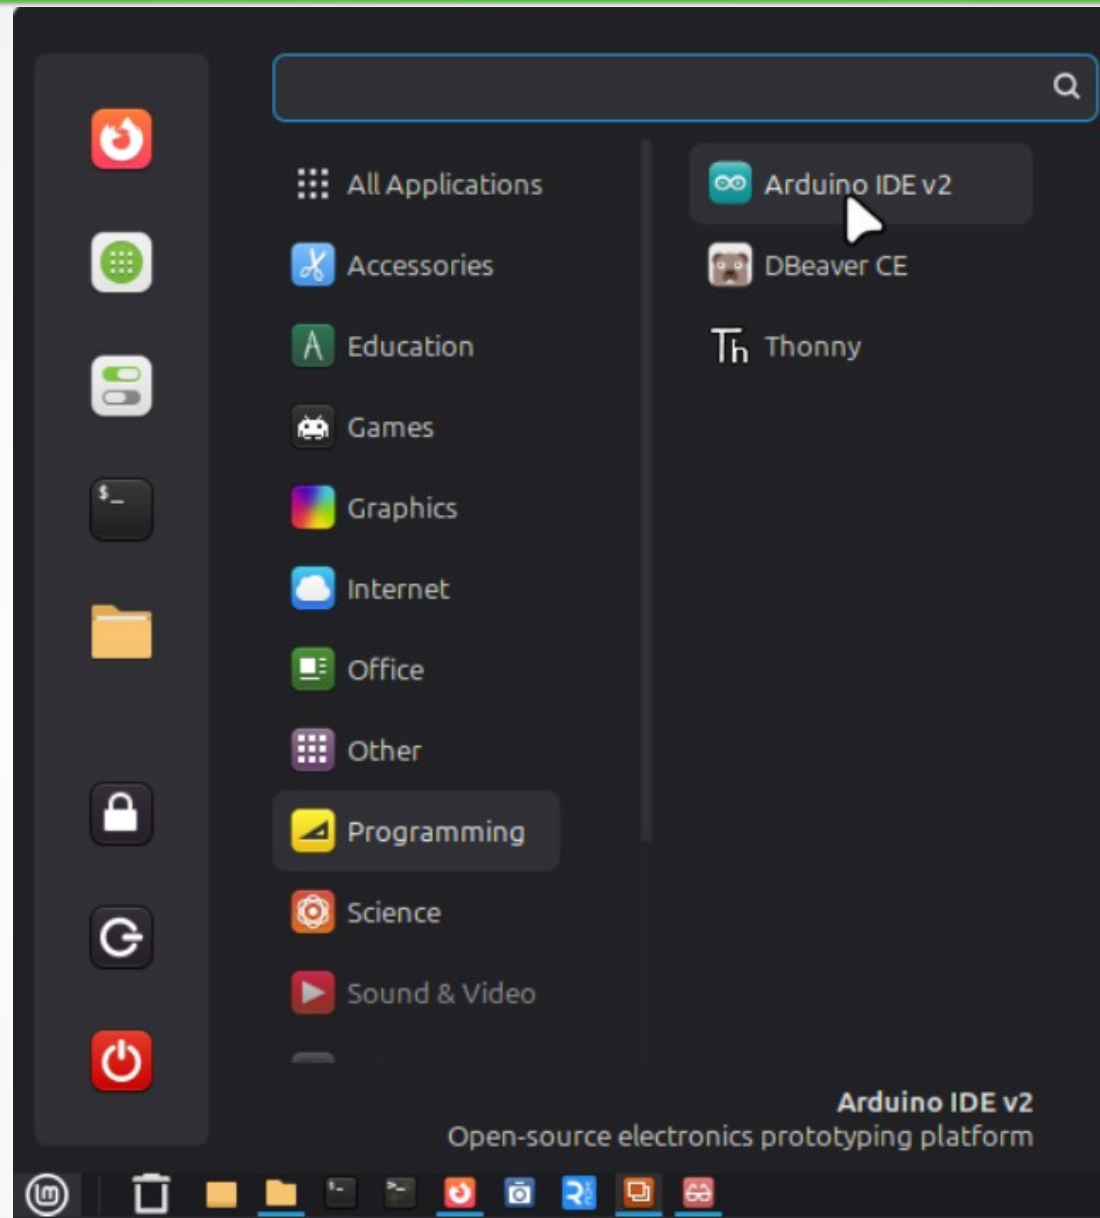 All Applications
Accessories
Education
Games
Graphics
Internet
Office
Other
Programming
Science
Sound & Video
Arduino IDE v2
DBeaver CE
Th Thonny
Arduino IDE v2
Open-source electronics prototyping platform